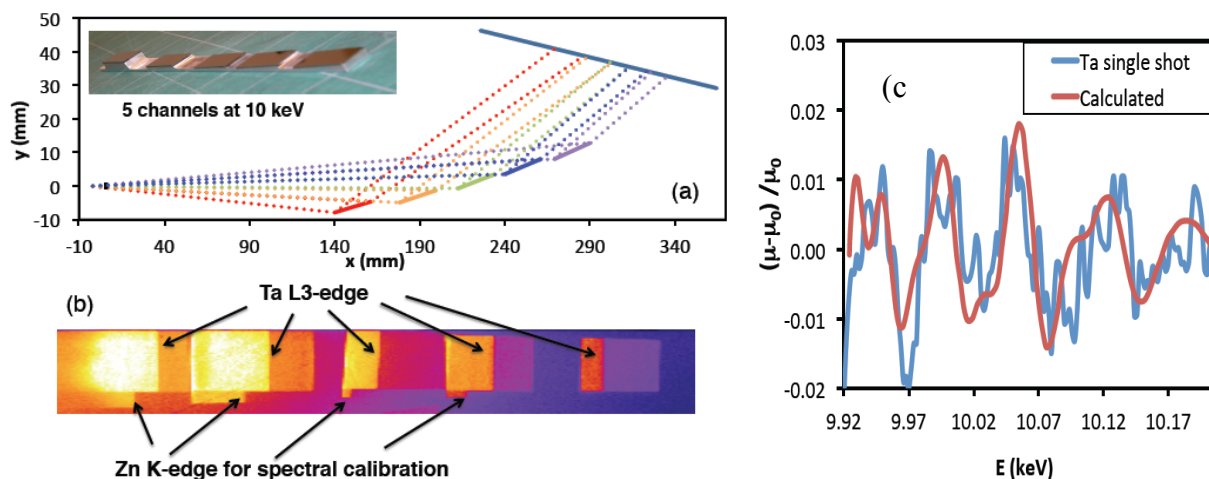 50
40
30
20
10
0
-10
y (mm)
5 channels at 10 keV
(a)
-10 40 90 140 190 240 290 340
x (mm)
(b)
Ta L3-edge
Zn K-edge for spectral calibration
0.03
0.02
0.01
0.00
-0.01
-0.02
(μ-μ₀) /μ₀
(c
Ta single shot
Calculated
9.92 9.97 10.02 10.07 10.12 10.17
E (keV)